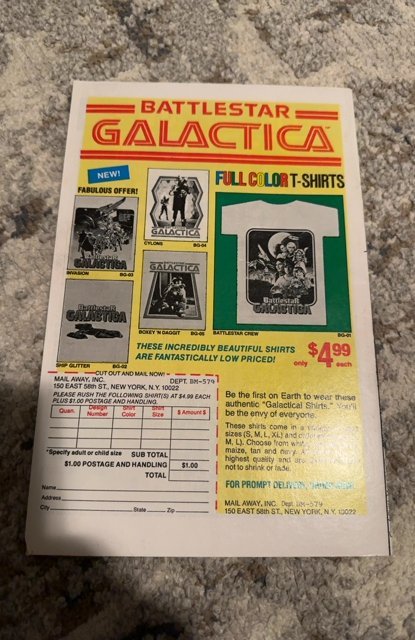 BATTLESTAR
GALACTICA
NEW!
FABULOUS OFFER!
FULL COLOR T-SHIRTS
GALACTICA
CYLONS BG-04
GALACTICA
INVASION BG-03
GALACTICA
BOXEY 'N DAGGIT BG-05
Battlestar
GALACTICA
SHIP GLITTER BG-02
Battlestar
GALACTICA
BATTLESTAR CREW BG-01
THESE INCREDIBLY BEAUTIFUL SHIRTS
ARE FANTASTICALLY LOW PRICED!
only $4.99 each
CUT OUT AND MAIL NOW!
MAIL AWAY, INC. DEPT. BM-579
150 EAST 58th ST., NEW YORK, N.Y. 10022
PLEASE RUSH THE FOLLOWING SHIRT(S) AT $4.99 EACH
PLUS $1.00 POSTAGE AND HANDLING.
Quan. Design Number Shirt Color Shirt Size $ Amount $
*Specify adult or child size SUB TOTAL
$1.00 POSTAGE AND HANDLING $1.00
TOTAL
Name
Address
City State Zip
Be the first on Earth to wear these
authentic "Galactical Shirts." You'll
be the envy of everyone.
These shirts come in a
sizes (S, M, L, XL) and
M, L). Choose from
maize, tan and
highest quality and are
not to shrink or fade.
FOR PROMPT DELIVERY,
MAIL AWAY, INC. Dept. BM-579
150 EAST 58th ST., NEW YORK, N.Y. 10022